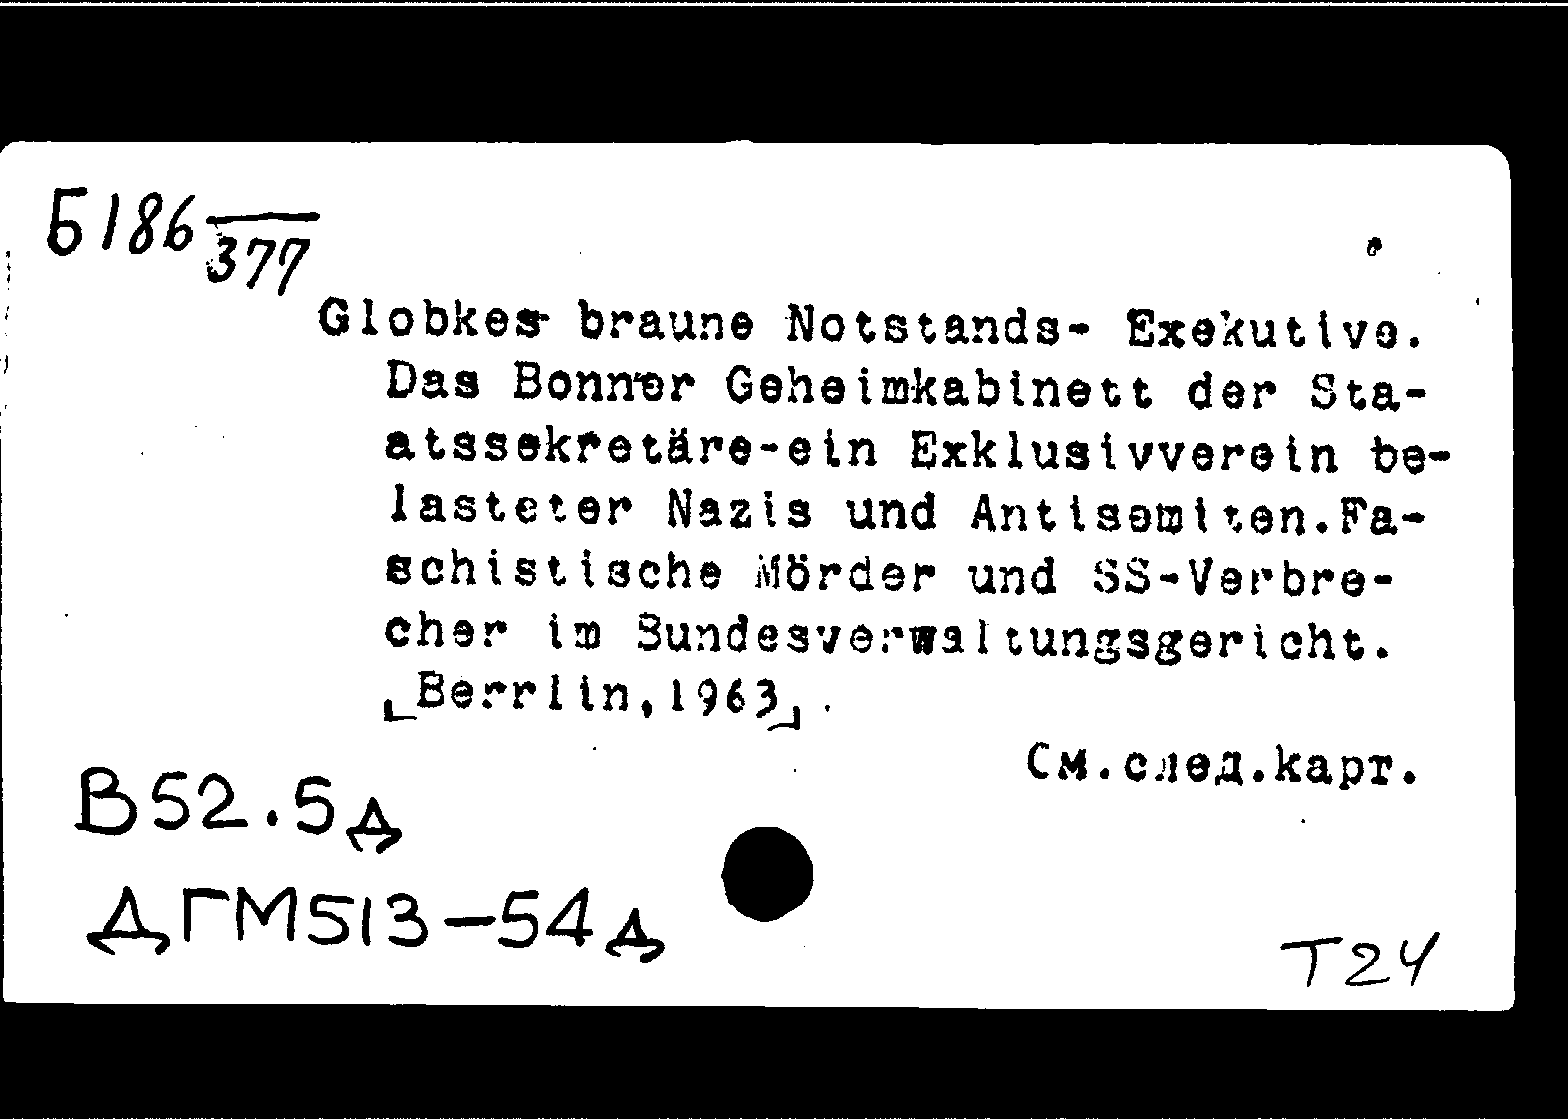 Б186
377
Globkes braune Notstands- Exekutive.
Das Bonner Geheimkabinett der Sta-
atssekretäre-ein Exklusivverein be-
lasteter Nazis und Antisemiten.Fa-
schistische Mörder und SS-Verbre-
cher im Bundesverwaltungsgericht.
[Berrlin,1963].
См.след.карт.
В52.5д
ДГМ513-54д
Т24